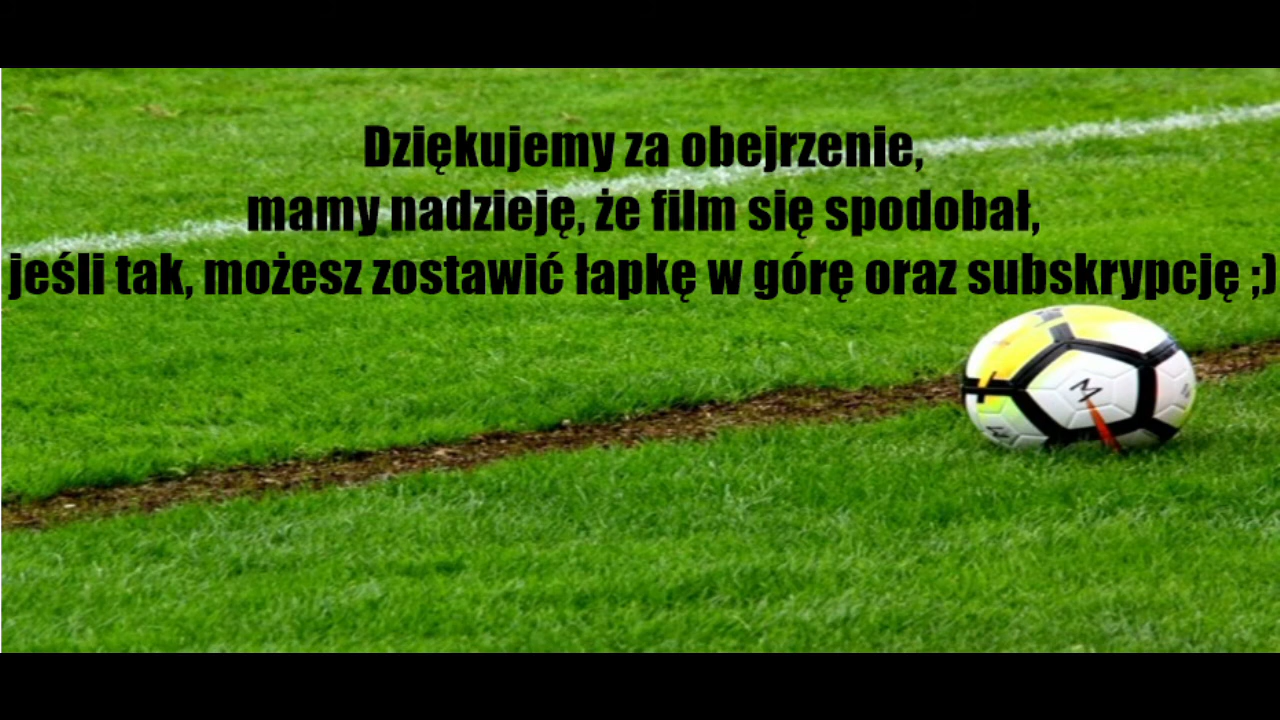 Dziękujemy za obejrzenie,
mamy nadzieję, że film się spodobał,
jeśli tak, możesz zostawić łapkę w górę oraz subskrypcję ;)
M